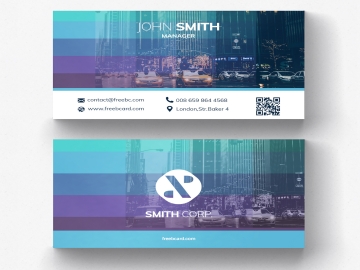 JOHN SMITH
MANAGER
contact@freebc.com 008 659 864 4568
www.freebcard.com London,Str.Baker 4
SMITH CORP
freebcard.com